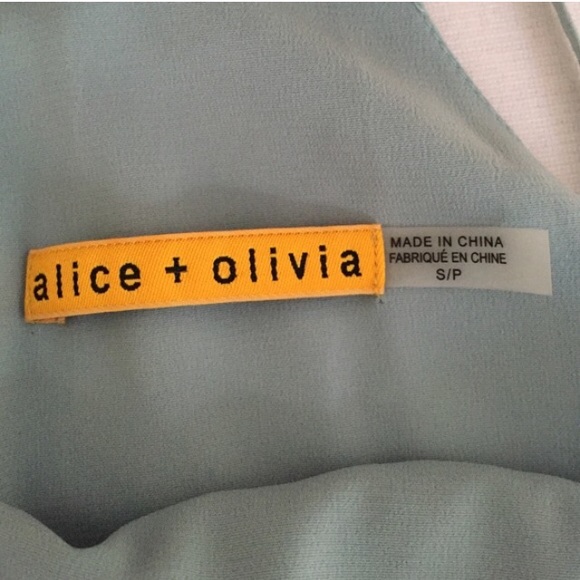 alice + olivia
MADE IN CHINA
FABRIQUÉ EN CHINE
S/P